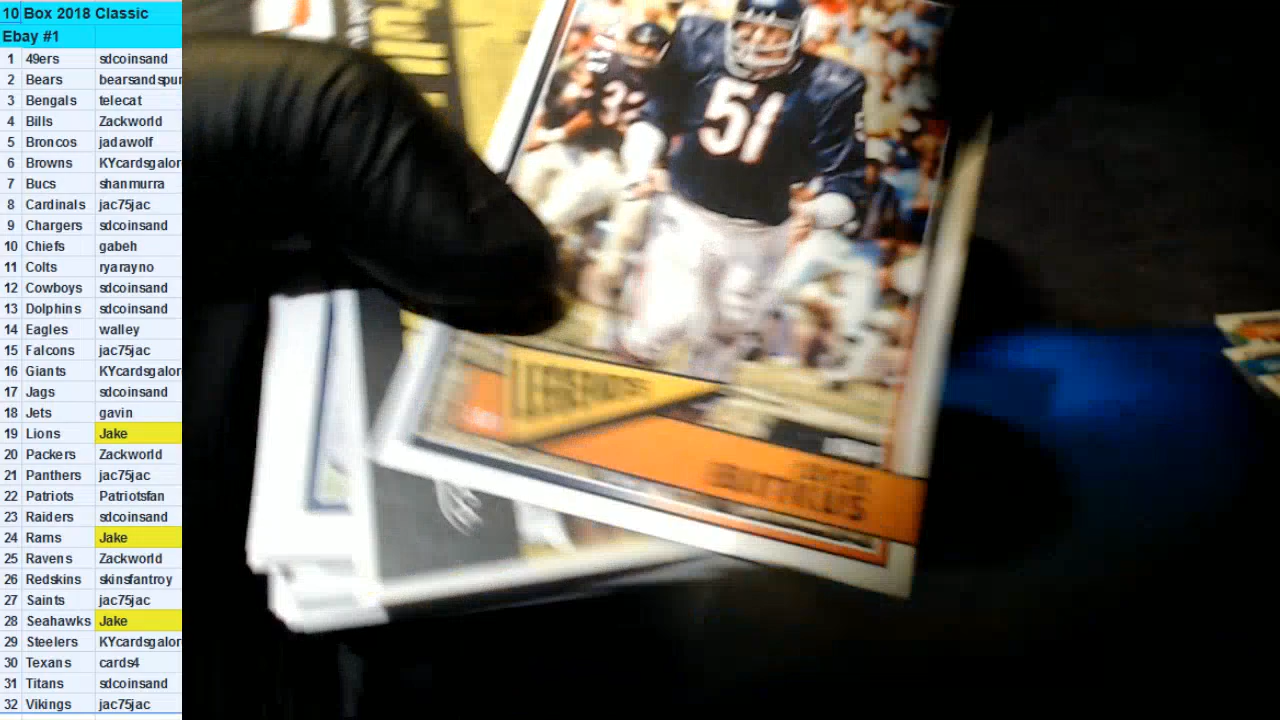 10 Box 2018 Classic
Ebay #1
1 49ers sdcoinsand
2 Bears bearsandspur
3 Bengals telecat
4 Bills Zackworld
5 Broncos jadawolf
6 Browns KYcardsgalor
7 Bucs shanmurra
8 Cardinals jac75jac
9 Chargers sdcoinsand
10 Chiefs gabeh
11 Colts ryarayno
12 Cowboys sdcoinsand
13 Dolphins sdcoinsand
14 Eagles walley
15 Falcons jac75jac
16 Giants KYcardsgalor
17 Jags sdcoinsand
18 Jets gavin
19 Lions Jake
20 Packers Zackworld
21 Panthers jac75jac
22 Patriots Patriotsfan
23 Raiders sdcoinsand
24 Rams Jake
25 Ravens Zackworld
26 Redskins skinsfantroy
27 Saints jac75jac
28 Seahawks Jake
29 Steelers KYcardsgalor
30 Texans cards4
31 Titans sdcoinsand
32 Vikings jac75jac
51
LEGENDS